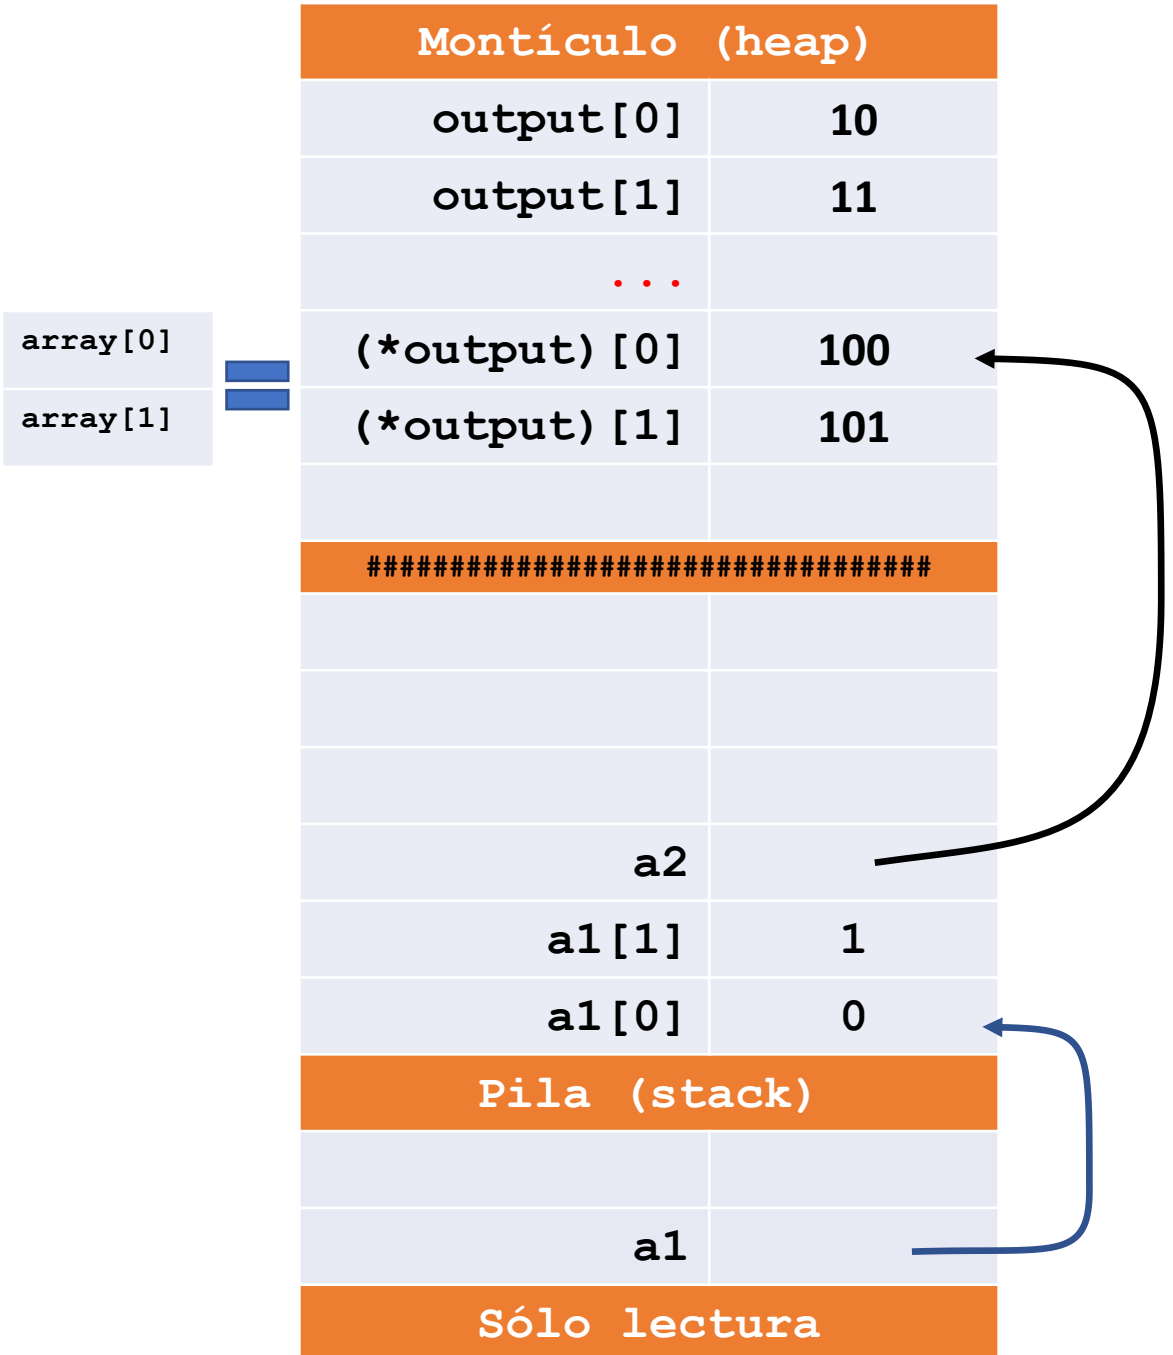 Montículo (heap)
output[0] 10
output[1] 11
...
array[0]
(*output)[0] 100
array[1]
(*output)[1] 101
##################################
a2
a1[1] 1
a1[0] 0
Pila (stack)
a1
Sólo lectura